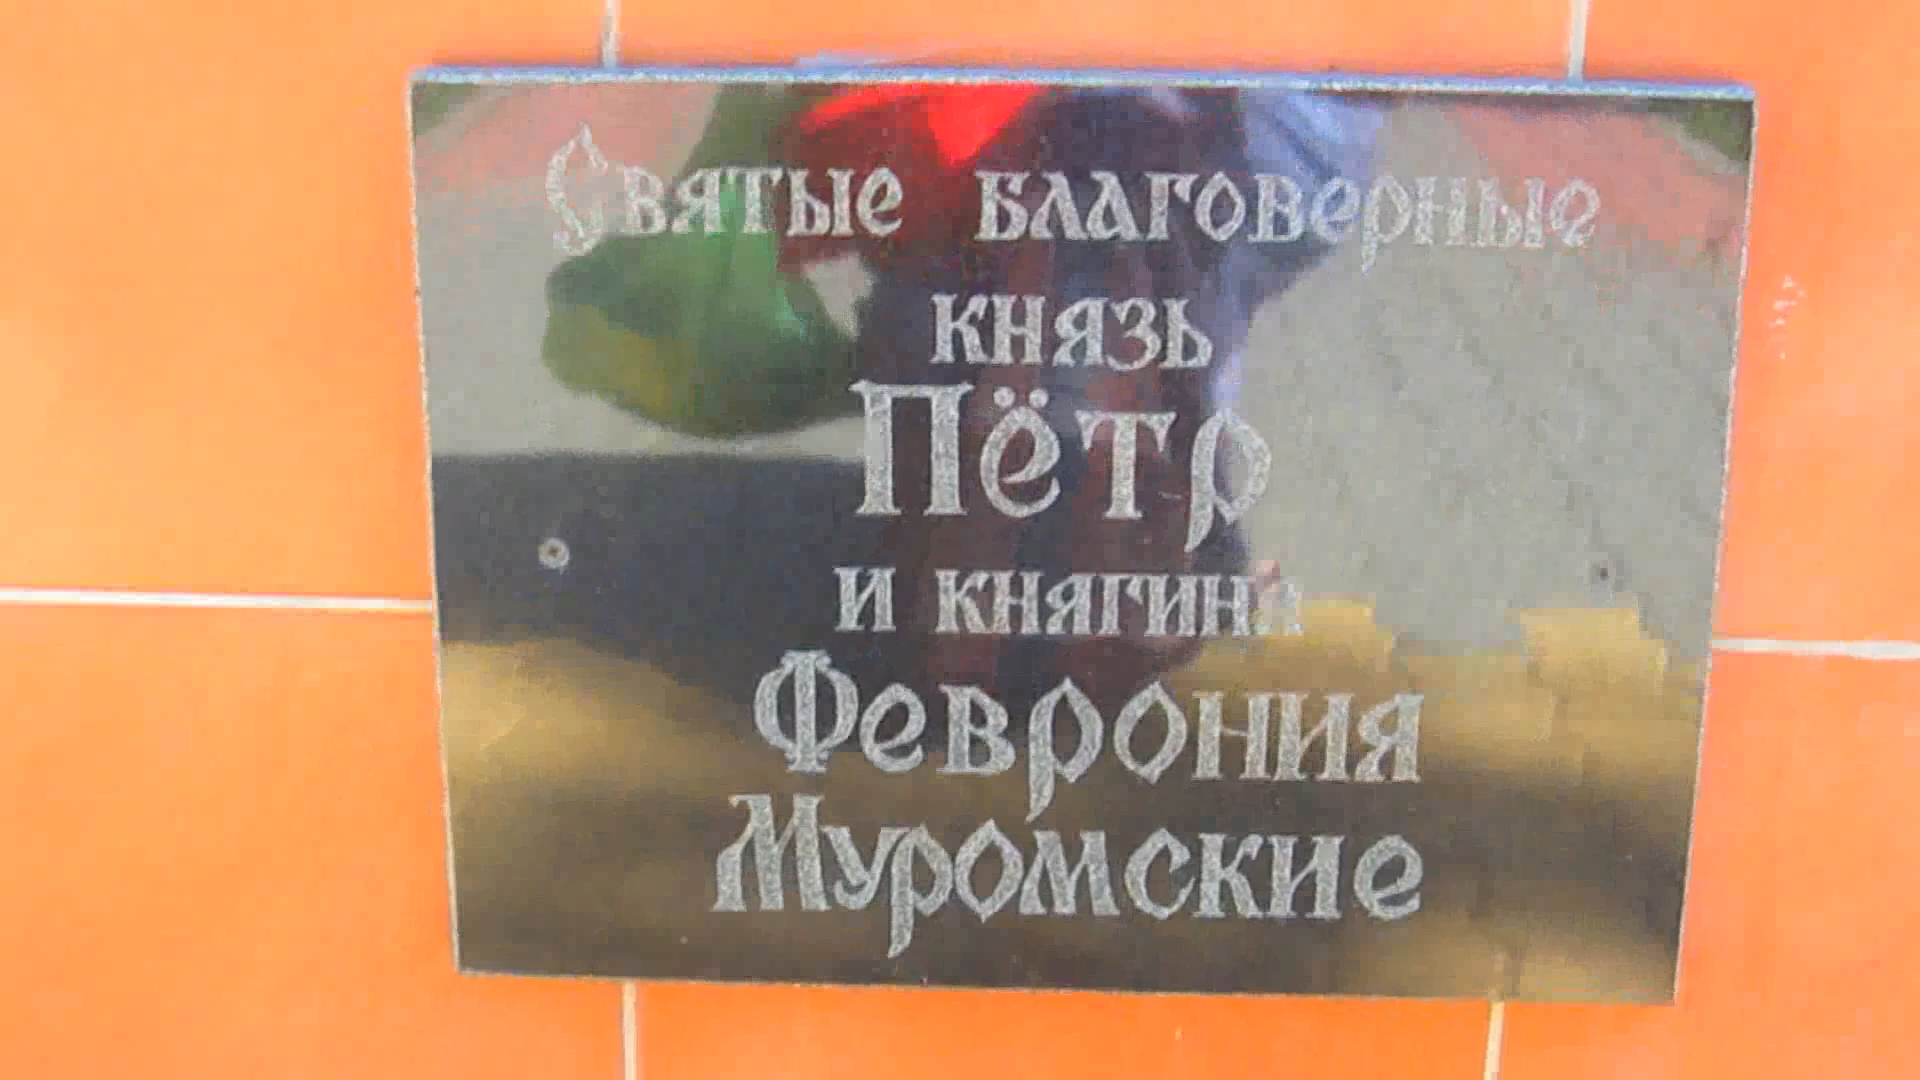 Святые благоверные
князь
Пётр
и княгиня
Феврония
Муромские